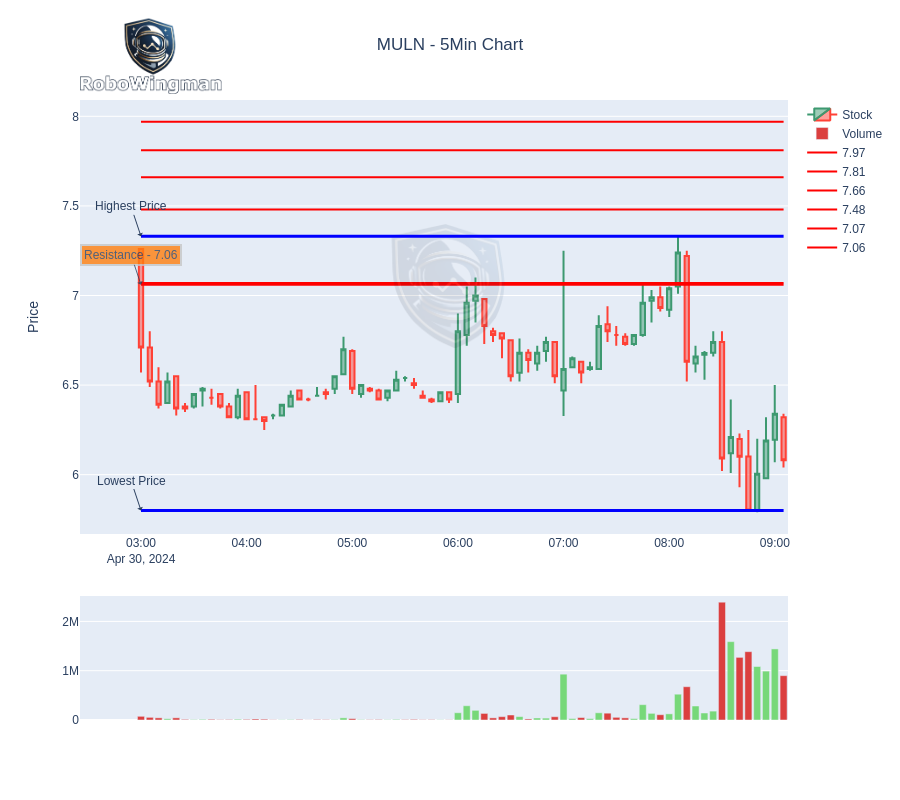 RoboWingman
MULN - 5Min Chart
Stock
Volume
7.97
7.81
7.66
7.48
7.07
7.06
Price
8
7.5
7
6.5
6
Highest Price
Resistance - 7.06
Lowest Price
03:00
04:00
05:00
06:00
07:00
08:00
09:00
Apr 30, 2024
2M
1M
0